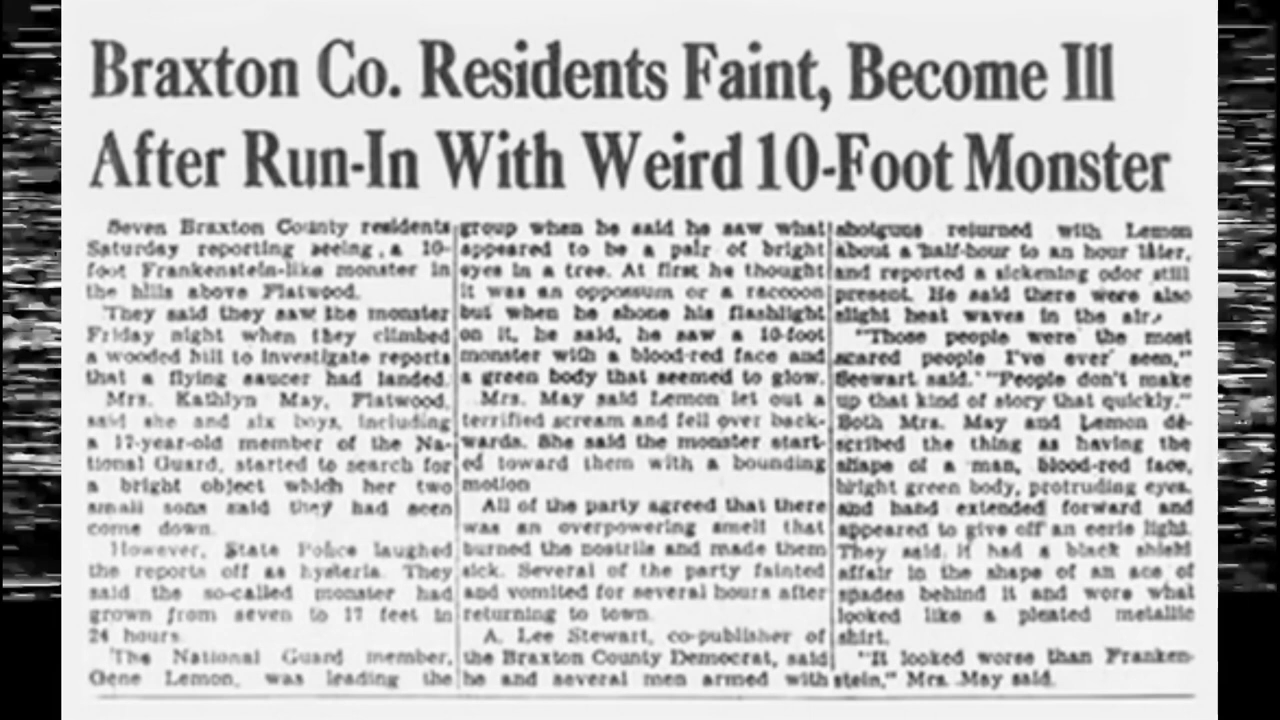 Braxton Co. Residents Faint, Become Ill
After Run-In With Weird 10-Foot Monster
Seven Braxton County residents
Saturday reporting seeing a 10-
foot Frankenstein-like monster in
the hills above Flatwood.
They said they saw the monster
Friday night when they climbed
a wooded hill to investigate reports
that a flying saucer had landed.
Mrs. Kathlyn May, Flatwood,
said she and six boys, including
a 17-year-old member of the Na-
tional Guard, started to search for
a bright object which her two
small sons said they had seen
come down.
However, State Police laughed
the reports off as hysteria. They
said the so-called monster had
grown from seven to 17 feet in
24 hours.
The National Guard member,
Gene Lemon, was leading the
group when he said he saw what
appeared to be a pair of bright
eyes in a tree. At first he thought
it was an oppossum or a raccoon
but when he shone his flashlight
on it, he said, he saw a 10-foot
monster with a blood-red face and
a green body that seemed to glow.
Mrs. May said Lemon let out a
terrified scream and fell over back-
wards. She said the monster start-
ed toward them with a bounding
motion
All of the party agreed that there
was an overpowering smell that
burned the nostrils and made them
sick. Several of the party fainted
and vomited for several hours after
returning to town.
A. Lee Stewart, co-publisher of
the Braxton County Democrat, said
he and several men armed with
shotguns returned with Lemon
about a half-hour to an hour later,
and reported a sickening odor still
present. He said there were also
slight heat waves in the air.
"Those people were the most
scared people I've ever seen,"
Seewart said. "People don't make
up that kind of story that quickly."
Both Mrs. May and Lemon de-
scribed the thing as having the
shape of a man, blood-red face,
bright green body, protruding eyes,
and hand extended forward and
appeared to give off an eerie light.
They said it had a black shield
affair in the shape of an ace of
spades behind it and wore what
looked like a pleated metallic
shirt.
"It looked worse than Franken-
stein," Mrs. May said.